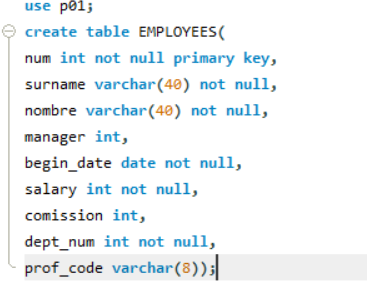 use p01;
create table EMPLOYEES(
num int not null primary key,
surname varchar(40) not null,
nombre varchar(40) not null,
manager int,
begin_date date not null,
salary int not null,
comission int,
dept_num int not null,
prof_code varchar(8));